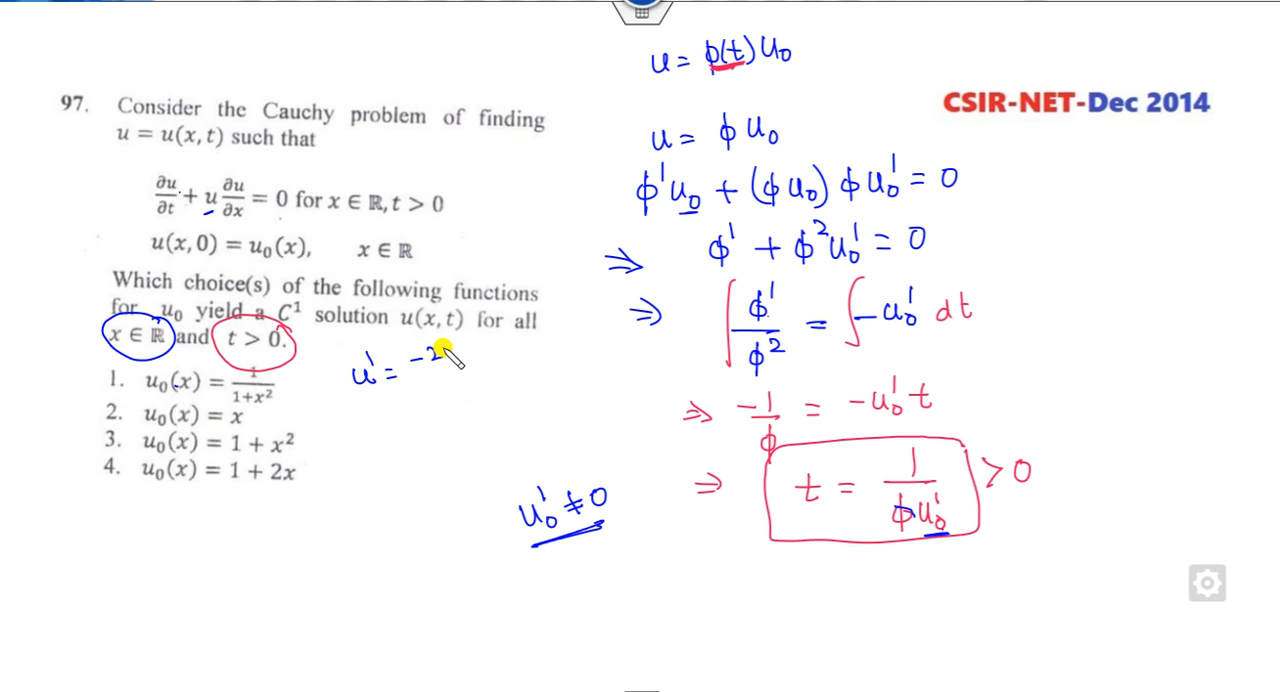 u = φ(t)u₀
CSIR-NET-Dec 2014
97. Consider the Cauchy problem of finding
u = u(x, t) such that
∂u/∂t + u ∂u/∂x = 0 for x ∈ ℝ, t > 0
u(x, 0) = u₀(x), x ∈ ℝ
Which choice(s) of the following functions
for u₀ yield a C¹ solution u(x, t) for all
x ∈ ℝ and t > 0.
1. u₀(x) = 1/(1+x²)
2. u₀(x) = x
3. u₀(x) = 1 + x²
4. u₀(x) = 1 + 2x
u' = -2
u₀' ≠ 0
u = φ u₀
φ'u₀ + (φ u₀) φ u₀' = 0
⇒ φ' + φ²u₀' = 0
⇒ ∫ φ'/φ² = ∫ -u₀' dt
⇒ -1/φ = -u₀' t
⇒ t = 1/(φu₀') > 0